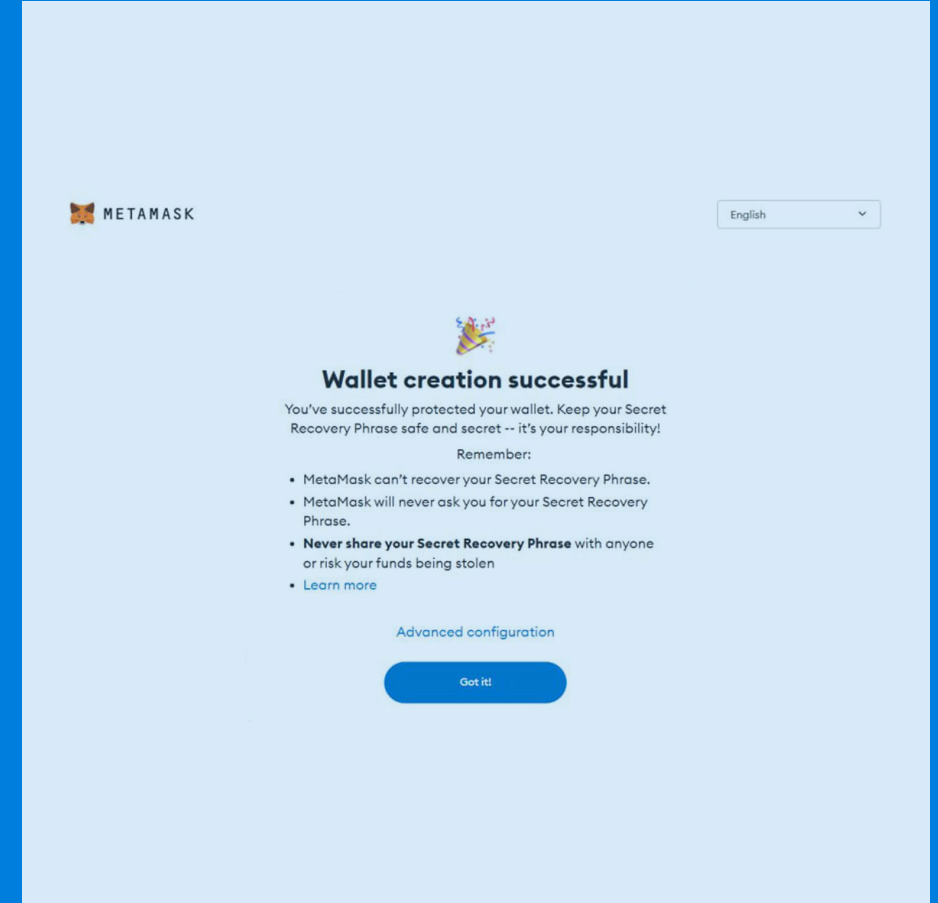 METAMASK
English
Wallet creation successful
You’ve successfully protected your wallet. Keep your Secret
Recovery Phrase safe and secret -- it’s your responsibility!
Remember:
• MetaMask can’t recover your Secret Recovery Phrase.
• MetaMask will never ask you for your Secret Recovery
Phrase.
• Never share your Secret Recovery Phrase with anyone
or risk your funds being stolen
• Learn more
Advanced configuration
Got it!